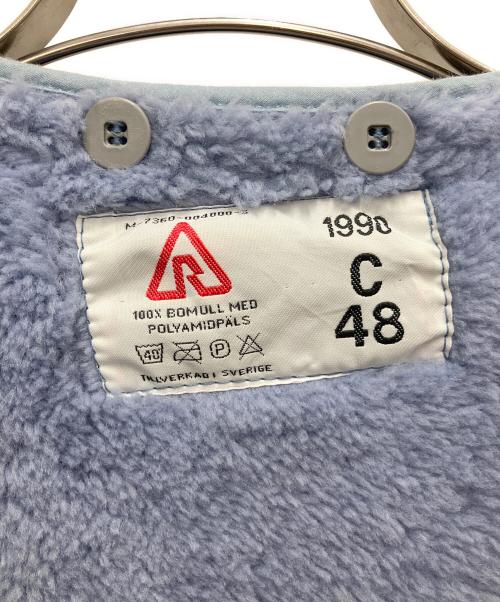 M-7360-004000-3
1990
C
48
R
100% BOMULL MED
POLYAMIDPÄLS
40 P
TILLVERKAD I SVERIGE